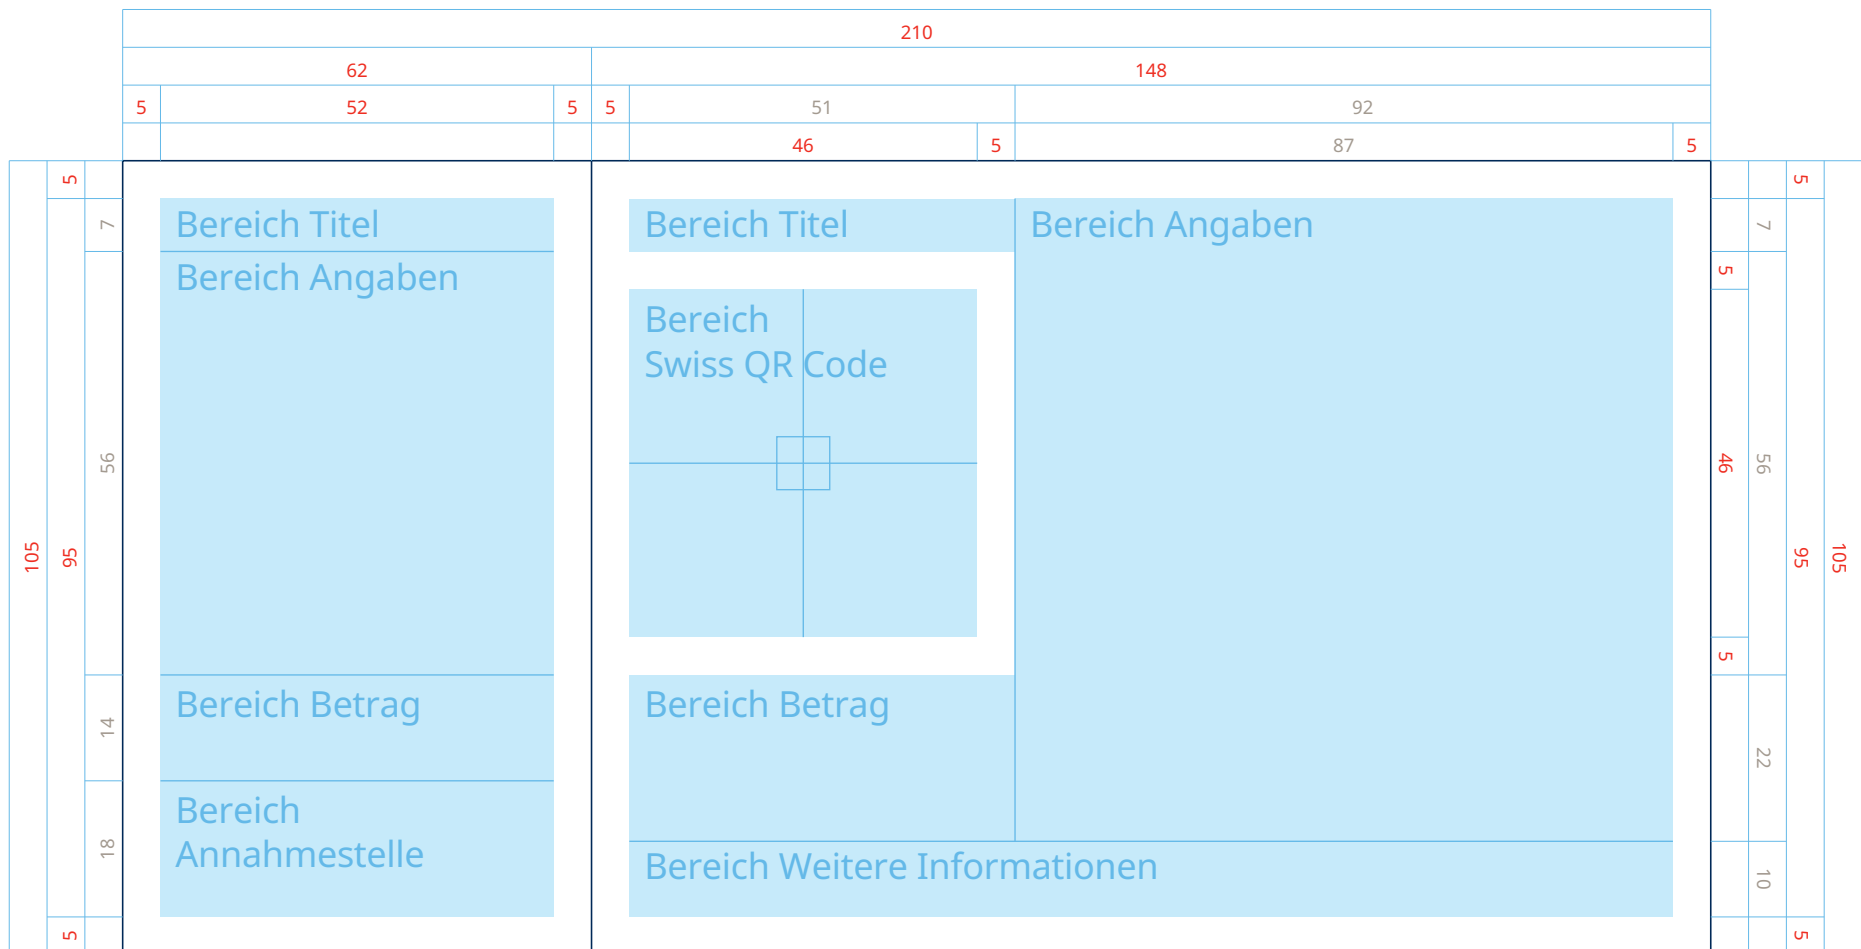 210
62
148
5
52
5
5
51
92
46
5
87
5
5
7
56
14
18
5
95
105
Bereich Titel
Bereich Angaben
Bereich Betrag
Bereich
Annahmestelle
Bereich Titel
Bereich
Swiss QR Code
Bereich Betrag
Bereich Angaben
Bereich Weitere Informationen
5
46
5
7
56
22
10
5
95
5
105